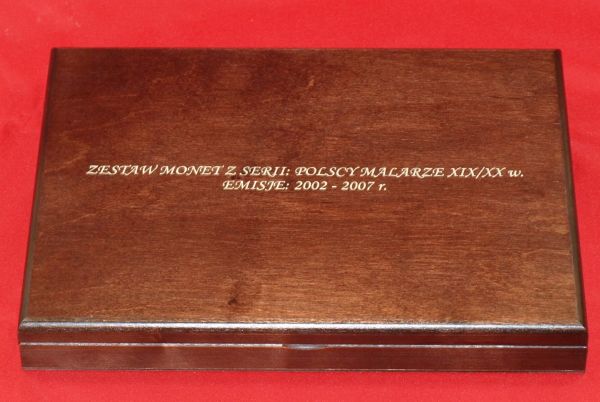 ZESTAW MONET Z SERII: POLSCY MALARZE XIX/XX w.
EMISJE: 2002 - 2007 r.